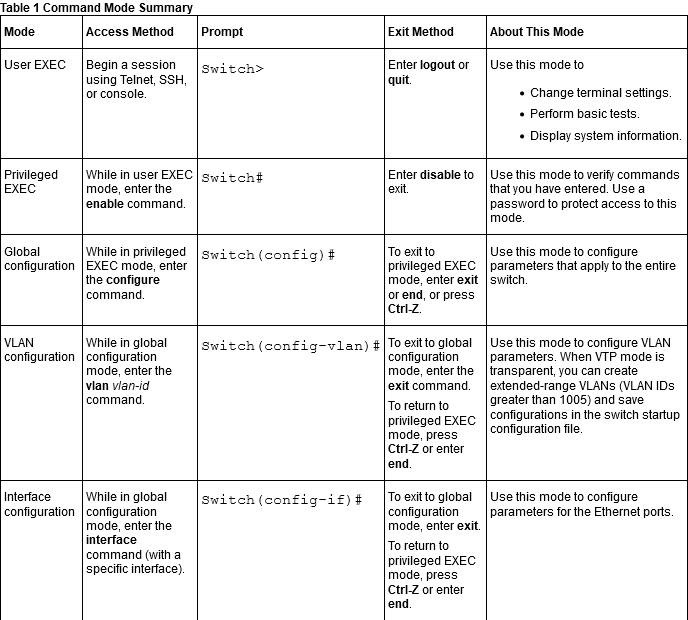 Table 1 Command Mode Summary
Mode
Access Method
Prompt
Exit Method
About This Mode
User EXEC
Begin a session
using Telnet, SSH,
or console.
Switch>
Enter logout or
quit.
Use this mode to
• Change terminal settings.
• Perform basic tests.
• Display system information.
Privileged
EXEC
While in user EXEC
mode, enter the
enable command.
Switch#
Enter disable to
exit.
Use this mode to verify commands
that you have entered. Use a
password to protect access to this
mode.
Global
configuration
While in privileged
EXEC mode, enter
the configure
command.
Switch(config)#
To exit to
privileged EXEC
mode, enter exit
or end, or press
Ctrl-Z.
Use this mode to configure
parameters that apply to the entire
switch.
VLAN
configuration
While in global
configuration
mode, enter the
vlan vlan-id
command.
Switch(config-vlan)#
To exit to global
configuration
mode, enter the
exit command.
To return to
privileged EXEC
mode, press
Ctrl-Z or enter
end.
Use this mode to configure VLAN
parameters. When VTP mode is
transparent, you can create
extended-range VLANs (VLAN IDs
greater than 1005) and save
configurations in the switch startup
configuration file.
Interface
configuration
While in global
configuration
mode, enter the
interface
command (with a
specific interface).
Switch(config-if)#
To exit to global
configuration
mode, enter exit.
To return to
privileged EXEC
mode, press
Ctrl-Z or enter
end.
Use this mode to configure
parameters for the Ethernet ports.